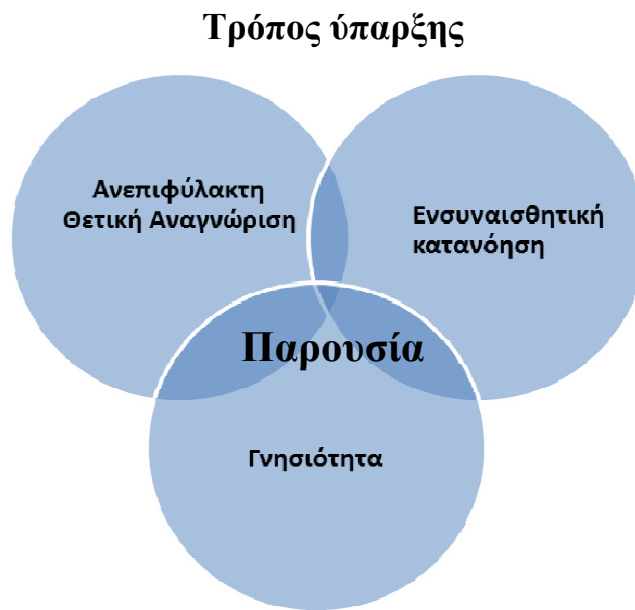 Τρόπος ύπαρξης
Ανεπιφύλακτη
Θετική Αναγνώριση
Ενσυναισθητική
κατανόηση
Παρουσία
Γνησιότητα